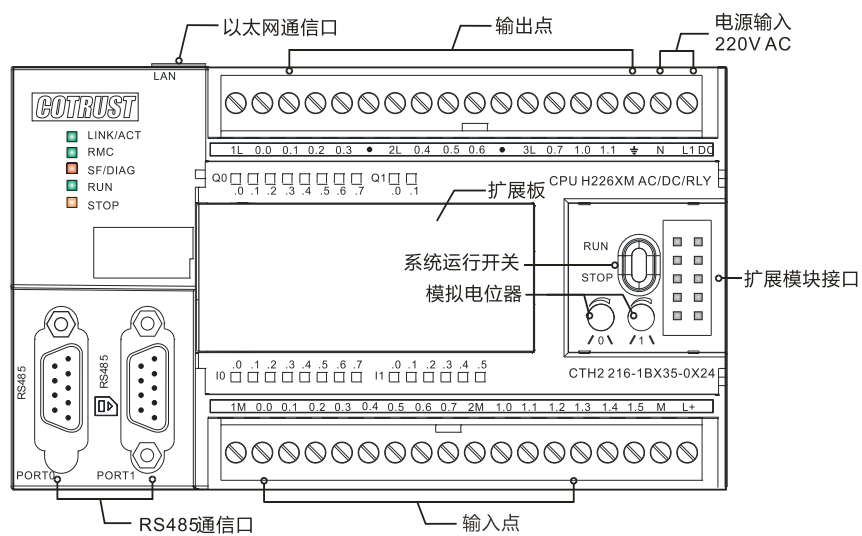 以太网通信口
输出点
电源输入
220V AC
LAN
COTRUST
LINK/ACT
RMC
SF/DIAG
RUN
STOP
1L 0.0 0.1 0.2 0.3 • 2L 0.4 0.5 0.6 • 3L 0.7 1.0 1.1 ⏚ N L1 DC
Q0 .0 .1 .2 .3 .4 .5 .6 .7 Q1 .0 .1
CPU H226XM AC/DC/RLY
扩展板
系统运行开关
模拟电位器
RUN
STOP
扩展模块接口
0 1
I0 .0 .1 .2 .3 .4 .5 .6 .7 I1 .0 .1 .2 .3 .4 .5
CTH2 216-1BX35-0X24
1M 0.0 0.1 0.2 0.3 0.4 0.5 0.6 0.7 2M 1.0 1.1 1.2 1.3 1.4 1.5 M L+
RS485
RS485
PORT0
PORT1
RS485通信口
输入点